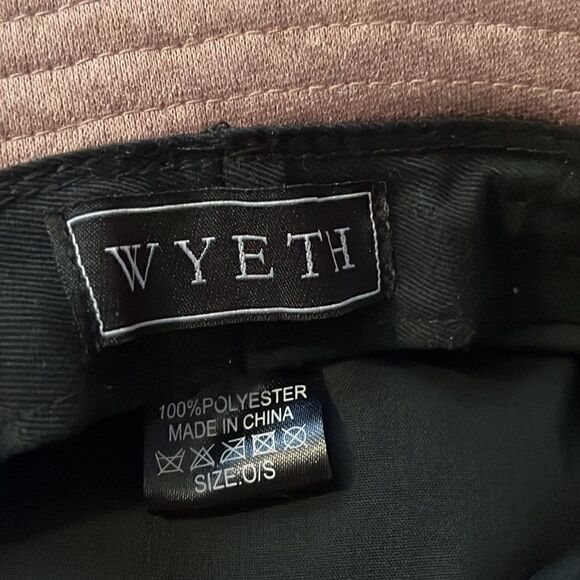 WYETH
100%POLYESTER
MADE IN CHINA
SIZE:O/S